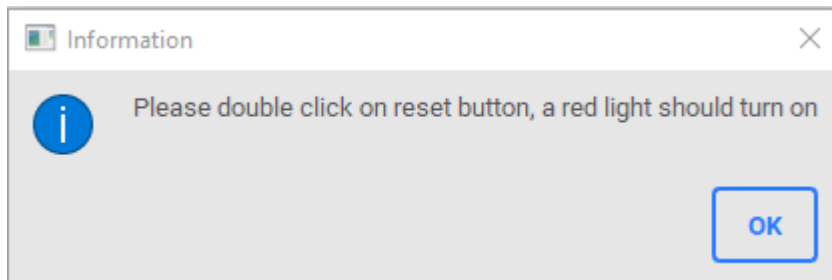 Information
Please double click on reset button, a red light should turn on
OK